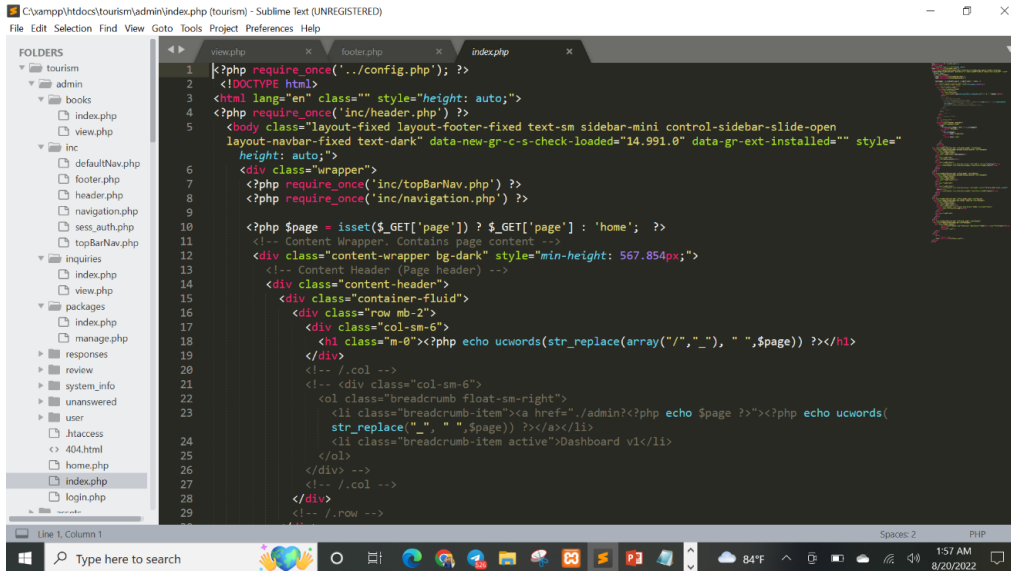 C:\xampp\htdocs\tourism\admin\index.php (tourism) - Sublime Text (UNREGISTERED)
File Edit Selection Find View Goto Tools Project Preferences Help
FOLDERS
tourism
admin
books
index.php
view.php
inc
defaultNav.php
footer.php
header.php
navigation.php
sess_auth.php
topBarNav.php
inquiries
index.php
view.php
packages
index.php
manage.php
responses
review
system_info
unanswered
user
.htaccess
404.html
home.php
index.php
login.php
view.php footer.php index.php
1 <?php require_once('../config.php'); ?>
2 <!DOCTYPE html>
3 <html lang="en" class="" style="height: auto;">
4 <?php require_once('inc/header.php') ?>
5 <body class="layout-fixed layout-footer-fixed text-sm sidebar-mini control-sidebar-slide-open
layout-navbar-fixed text-dark" data-new-gr-c-s-check-loaded="14.991.0" data-gr-ext-installed="" style="
height: auto;">
6 <div class="wrapper">
7 <?php require_once('inc/topBarNav.php') ?>
8 <?php require_once('inc/navigation.php') ?>
9
10 <?php $page = isset($_GET['page']) ? $_GET['page'] : 'home'; ?>
11 <!-- Content Wrapper. Contains page content -->
12 <div class="content-wrapper bg-dark" style="min-height: 567.854px;">
13 <!-- Content Header (Page header) -->
14 <div class="content-header">
15 <div class="container-fluid">
16 <div class="row mb-2">
17 <div class="col-sm-6">
18 <h1 class="m-0"><?php echo ucwords(str_replace(array("/","_"), " ",$page)) ?></h1>
19 </div>
20 <!-- /.col -->
21 <!-- <div class="col-sm-6">
22 <ol class="breadcrumb float-sm-right">
23 <li class="breadcrumb-item"><a href="./admin?<?php echo $page ?>"><?php echo ucwords(
str_replace("_", " ",$page)) ?></a></li>
24 <li class="breadcrumb-item active">Dashboard v1</li>
25 </ol>
26 </div> -->
27 <!-- /.col -->
28 </div>
29 <!-- /.row -->
Line 1, Column 1 Spaces: 2 PHP
Type here to search
84°F
1:57 AM
8/20/2022